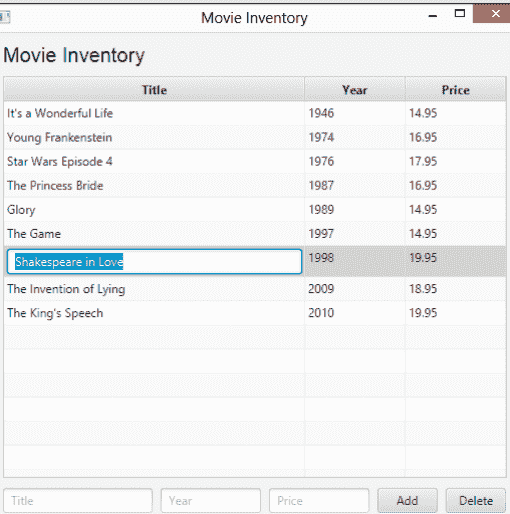 Movie Inventory
Movie Inventory
Title Year Price
It's a Wonderful Life 1946 14.95
Young Frankenstein 1974 16.95
Star Wars Episode 4 1976 17.95
The Princess Bride 1987 16.95
Glory 1989 14.95
The Game 1997 14.95
Shakespeare in Love 1998 19.95
The Invention of Lying 2009 18.95
The King's Speech 2010 19.95
Title Year Price Add Delete